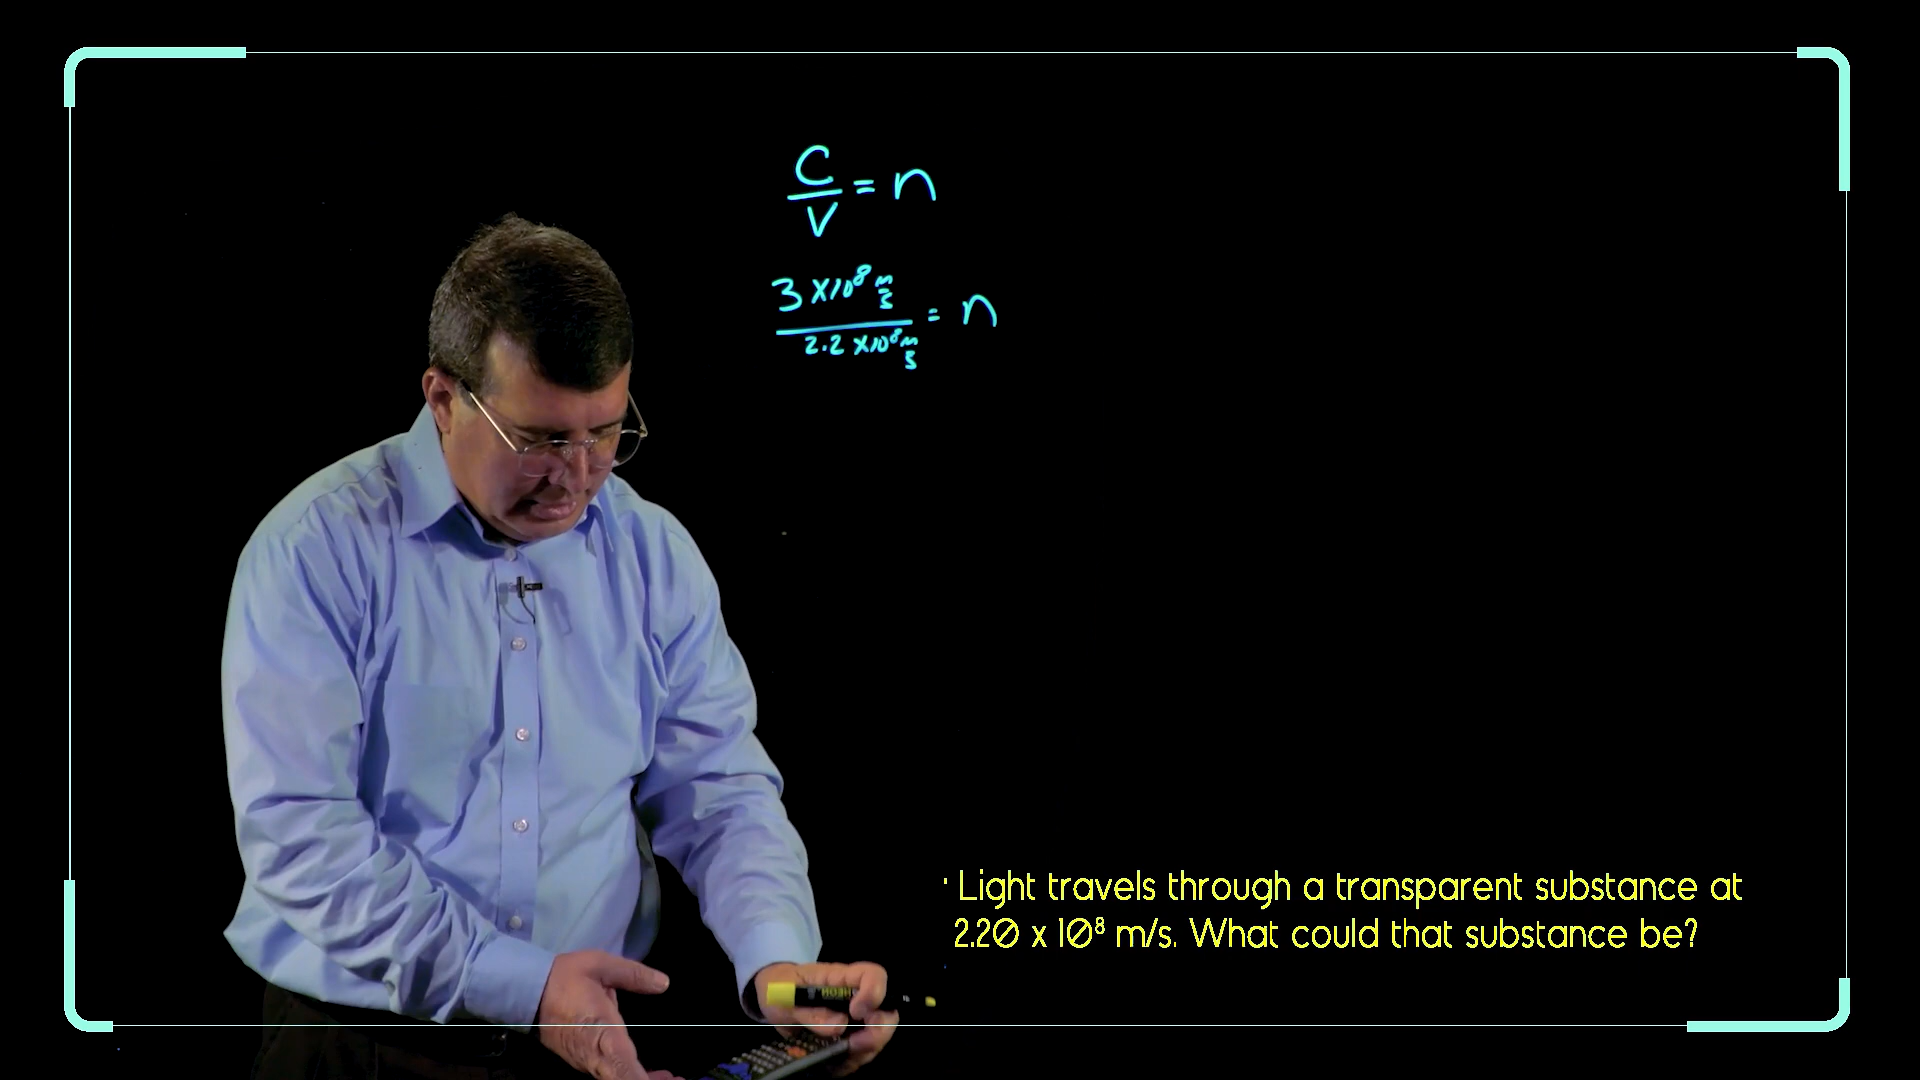 C/V = n
3 x10⁸ m/s / 2.2 x10⁸ m/s = n
Light travels through a transparent substance at
2.20 x 10⁸ m/s. What could that substance be?